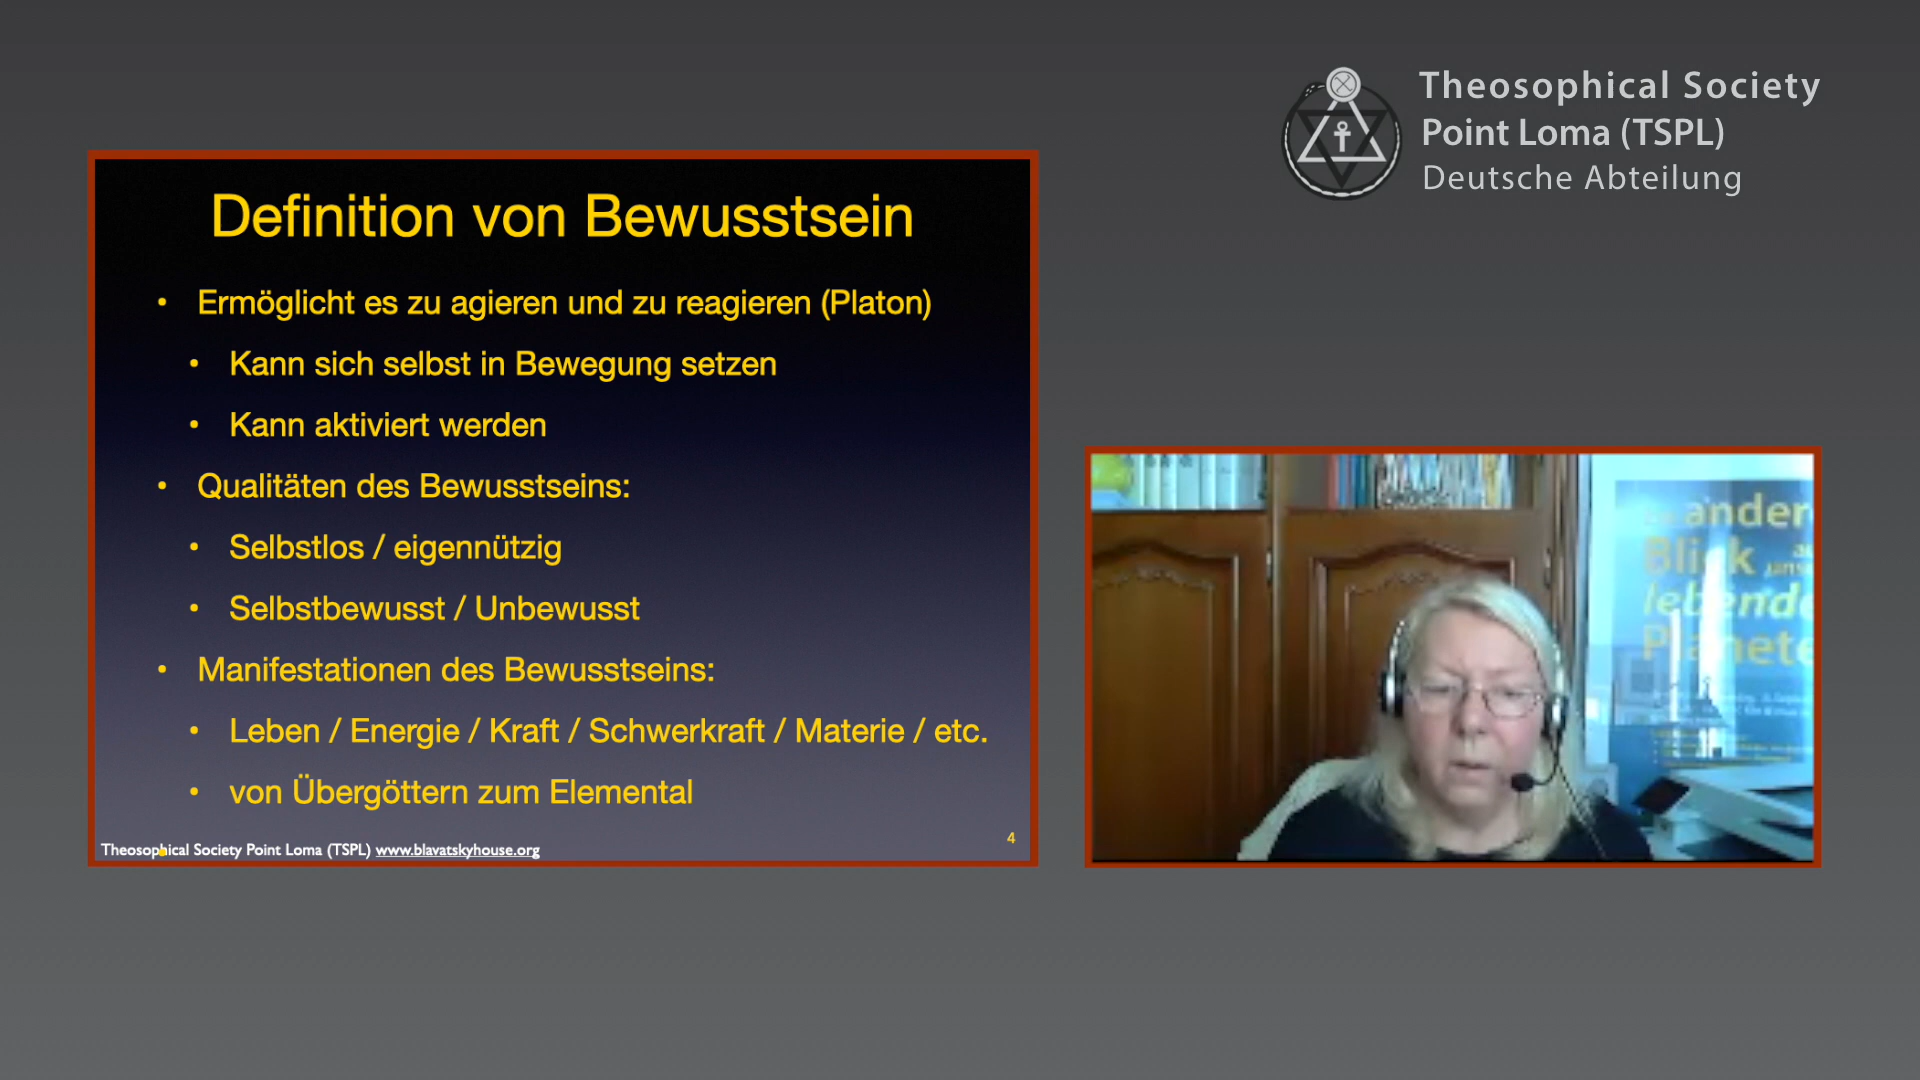 Theosophical Society
Point Loma (TSPL)
Deutsche Abteilung
Definition von Bewusstsein
• Ermöglicht es zu agieren und zu reagieren (Platon)
• Kann sich selbst in Bewegung setzen
• Kann aktiviert werden
• Qualitäten des Bewusstseins:
• Selbstlos / eigennützig
• Selbstbewusst / Unbewusst
• Manifestationen des Bewusstseins:
• Leben / Energie / Kraft / Schwerkraft / Materie / etc.
• von Übergöttern zum Elemental
Theosophical Society Point Loma (TSPL) www.blavatskyhouse.org
4
ander
Blick
lebende
Planete